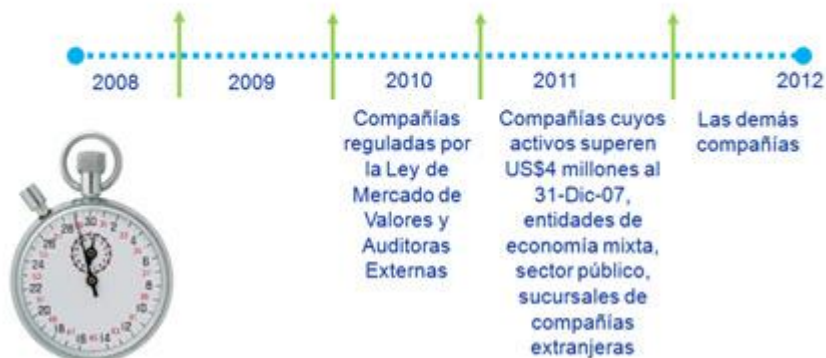 2008
2009
2010
2011
2012
Compañías
reguladas por
la Ley de
Mercado de
Valores y
Auditoras
Externas
Compañías cuyos
activos superen
US$4 millones al
31-Dic-07,
entidades de
economía mixta,
sector público,
sucursales de
compañías
extranjeras
Las demás
compañías